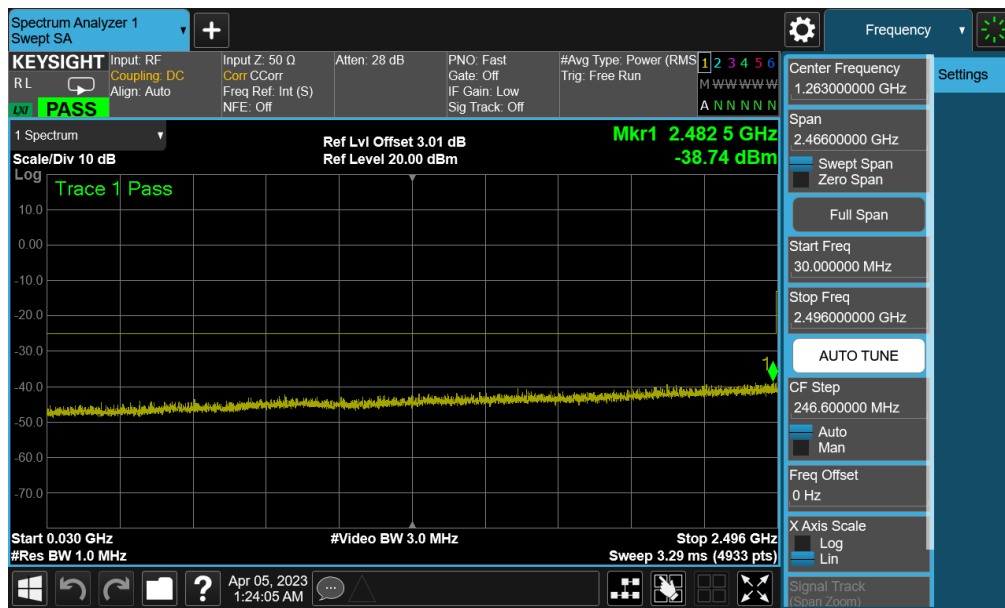 Spectrum Analyzer 1
Swept SA
+
Frequency
KEYSIGHT
RL
LXI
PASS
Input: RF
Coupling: DC
Align: Auto
Input Z: 50 Ω
Corr CCorr
Freq Ref: Int (S)
NFE: Off
Atten: 28 dB
PNO: Fast
Gate: Off
IF Gain: Low
Sig Track: Off
#Avg Type: Power (RMS
Trig: Free Run
1 2 3 4 5 6
M W W W W W
A N N N N N
1 Spectrum
Scale/Div 10 dB
Ref Lvl Offset 3.01 dB
Ref Level 20.00 dBm
Mkr1 2.482 5 GHz
-38.74 dBm
Log
Trace 1 Pass
10.0
0.00
-10.0
-20.0
-30.0
1
-40.0
-50.0
-60.0
-70.0
Start 0.030 GHz
#Video BW 3.0 MHz
Stop 2.496 GHz
#Res BW 1.0 MHz
Sweep 3.29 ms (4933 pts)
Center Frequency
1.263000000 GHz
Settings
Span
2.46600000 GHz
Swept Span
Zero Span
Full Span
Start Freq
30.000000 MHz
Stop Freq
2.496000000 GHz
AUTO TUNE
CF Step
246.600000 MHz
Auto
Man
Freq Offset
0 Hz
X Axis Scale
Log
Lin
Signal Track
(Span Zoom)
?
Apr 05, 2023
1:24:05 AM